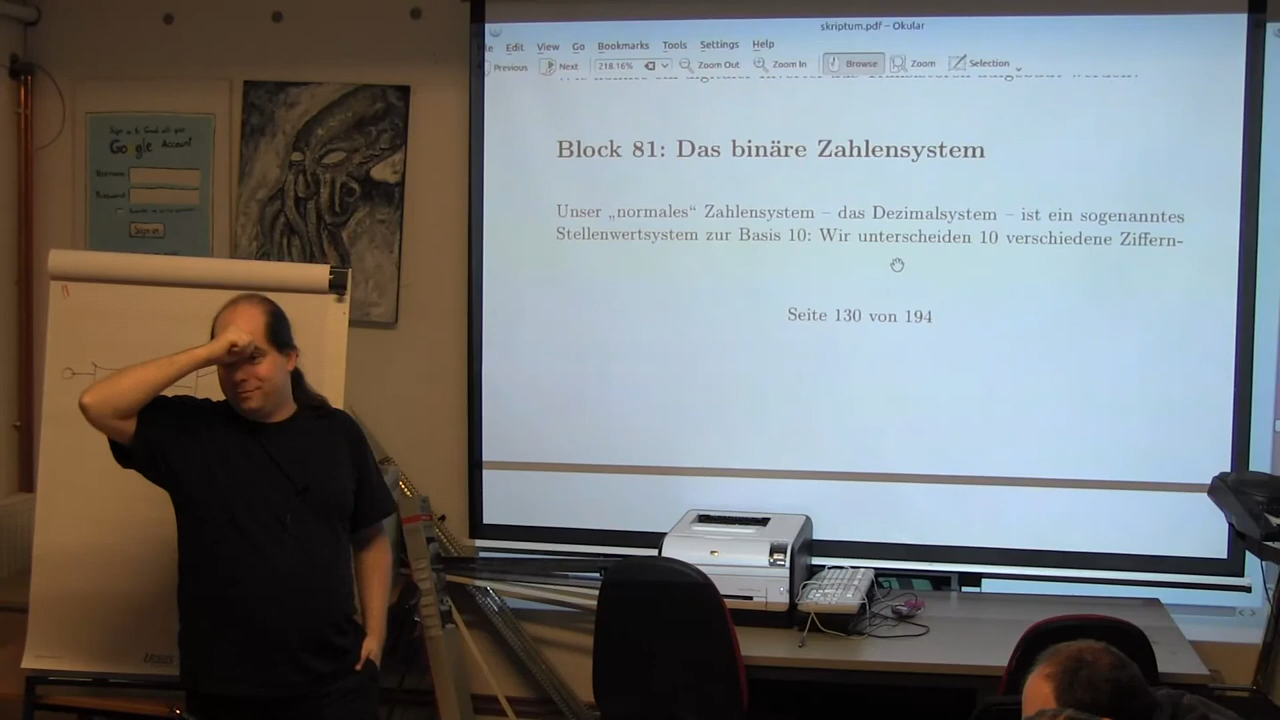 skriptum.pdf – Okular
Edit View Go Bookmarks Tools Settings Help
Previous Next 218.16% Zoom Out Zoom In Browse Zoom Selection
Block 81: Das binäre Zahlensystem
Unser „normales“ Zahlensystem – das Dezimalsystem – ist ein sogenanntes
Stellenwertsystem zur Basis 10: Wir unterscheiden 10 verschiedene Ziffern-
Seite 130 von 194
Google Account
Username
Password
Sign in